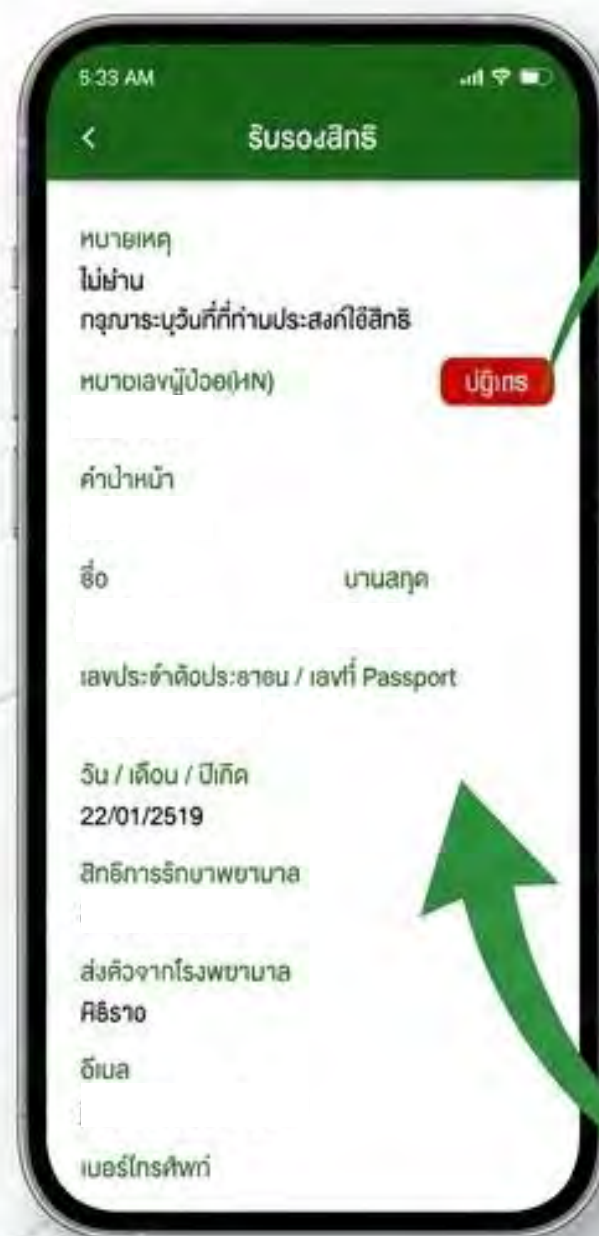 5:33 AM
รับรองสิทธิ
หมายเหตุ
ไม่ผ่าน
กรุณาระบุวันที่ที่ท่านประสงค์ใช้สิทธิ
หมายเลขผู้ป่วย(HN)
ปฏิเสธ
คำนำหน้า
ชื่อ นามสกุล
เลขประจำตัวประชาชน / เลขที่ Passport
วัน / เดือน / ปีเกิด
22/01/2519
สิทธิการรักษาพยาบาล
ส่งตัวจากโรงพยาบาล
ศิริราช
อีเมล
เบอร์โทรศัพท์